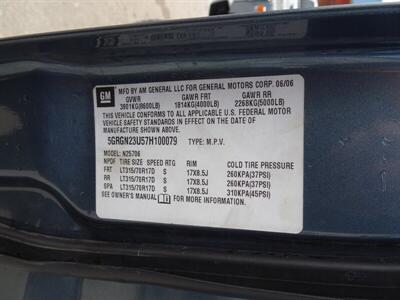 GM
MFD BY AM GENERAL LLC FOR GENERAL MOTORS CORP. 06/06
GVWR GAWR FRT GAWR RR
3901KG(8600LB) 1814KG(4000LB) 2268KG(5000LB)
THIS VEHICLE CONFORMS TO ALL APPLICABLE U.S. FEDERAL MOTOR
VEHICLE SAFETY STANDARDS IN EFFECT ON THE DATE OF
MANUFACTURE SHOWN ABOVE.
5GRGN23U57H100079 TYPE: M.P.V.
MODEL: N25706
NPDF TIRE SIZE SPEED RTG RIM COLD TIRE PRESSURE
FRT LT315/70R17D S 17X8.5J 260KPA(37PSI)
RR LT315/70R17D S 17X8.5J 260KPA(37PSI)
SPA LT315/70R17D S 17X8.5J 310KPA(45PSI)
SEE OWNER'S MANUAL FOR MORE INFORMATION.